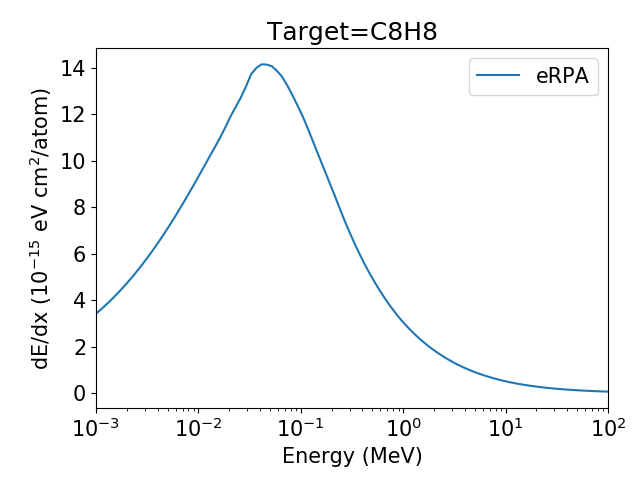 Target=C8H8
eRPA
dE/dx (10⁻¹⁵ eV cm²/atom)
14
12
10
8
6
4
2
0
10⁻³ 10⁻² 10⁻¹ 10⁰ 10¹ 10²
Energy (MeV)